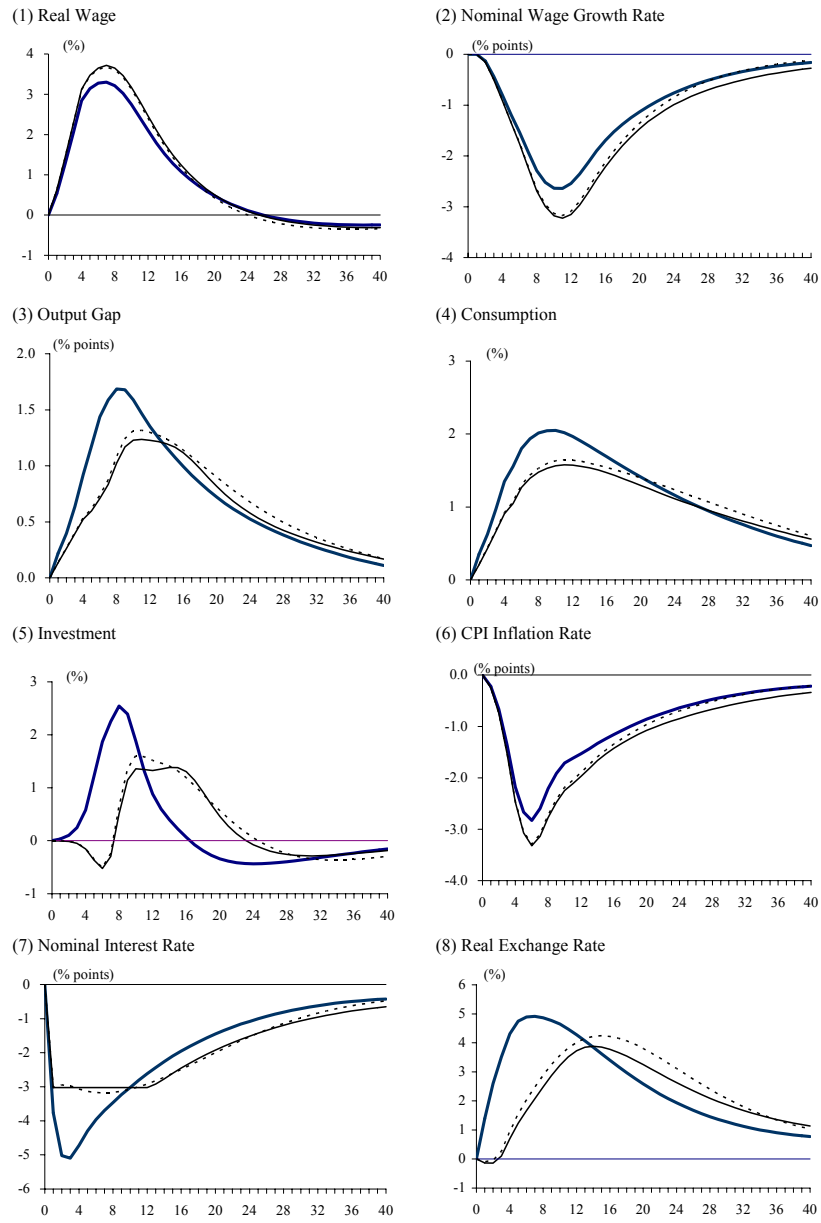 (1) Real Wage
(%)
4
3
2
1
0
-1
0 4 8 12 16 20 24 28 32 36 40
(2) Nominal Wage Growth Rate
(% points)
0
-1
-2
-3
-4
0 4 8 12 16 20 24 28 32 36 40
(3) Output Gap
(% points)
2.0
1.5
1.0
0.5
0.0
0 4 8 12 16 20 24 28 32 36 40
(4) Consumption
(%)
3
2
1
0
0 4 8 12 16 20 24 28 32 36 40
(5) Investment
(%)
3
2
1
0
-1
0 4 8 12 16 20 24 28 32 36 40
(6) CPI Inflation Rate
(% points)
0.0
-1.0
-2.0
-3.0
-4.0
0 4 8 12 16 20 24 28 32 36 40
(7) Nominal Interest Rate
(% points)
0
-1
-2
-3
-4
-5
-6
0 4 8 12 16 20 24 28 32 36 40
(8) Real Exchange Rate
(%)
6
5
4
3
2
1
0
-1
0 4 8 12 16 20 24 28 32 36 40